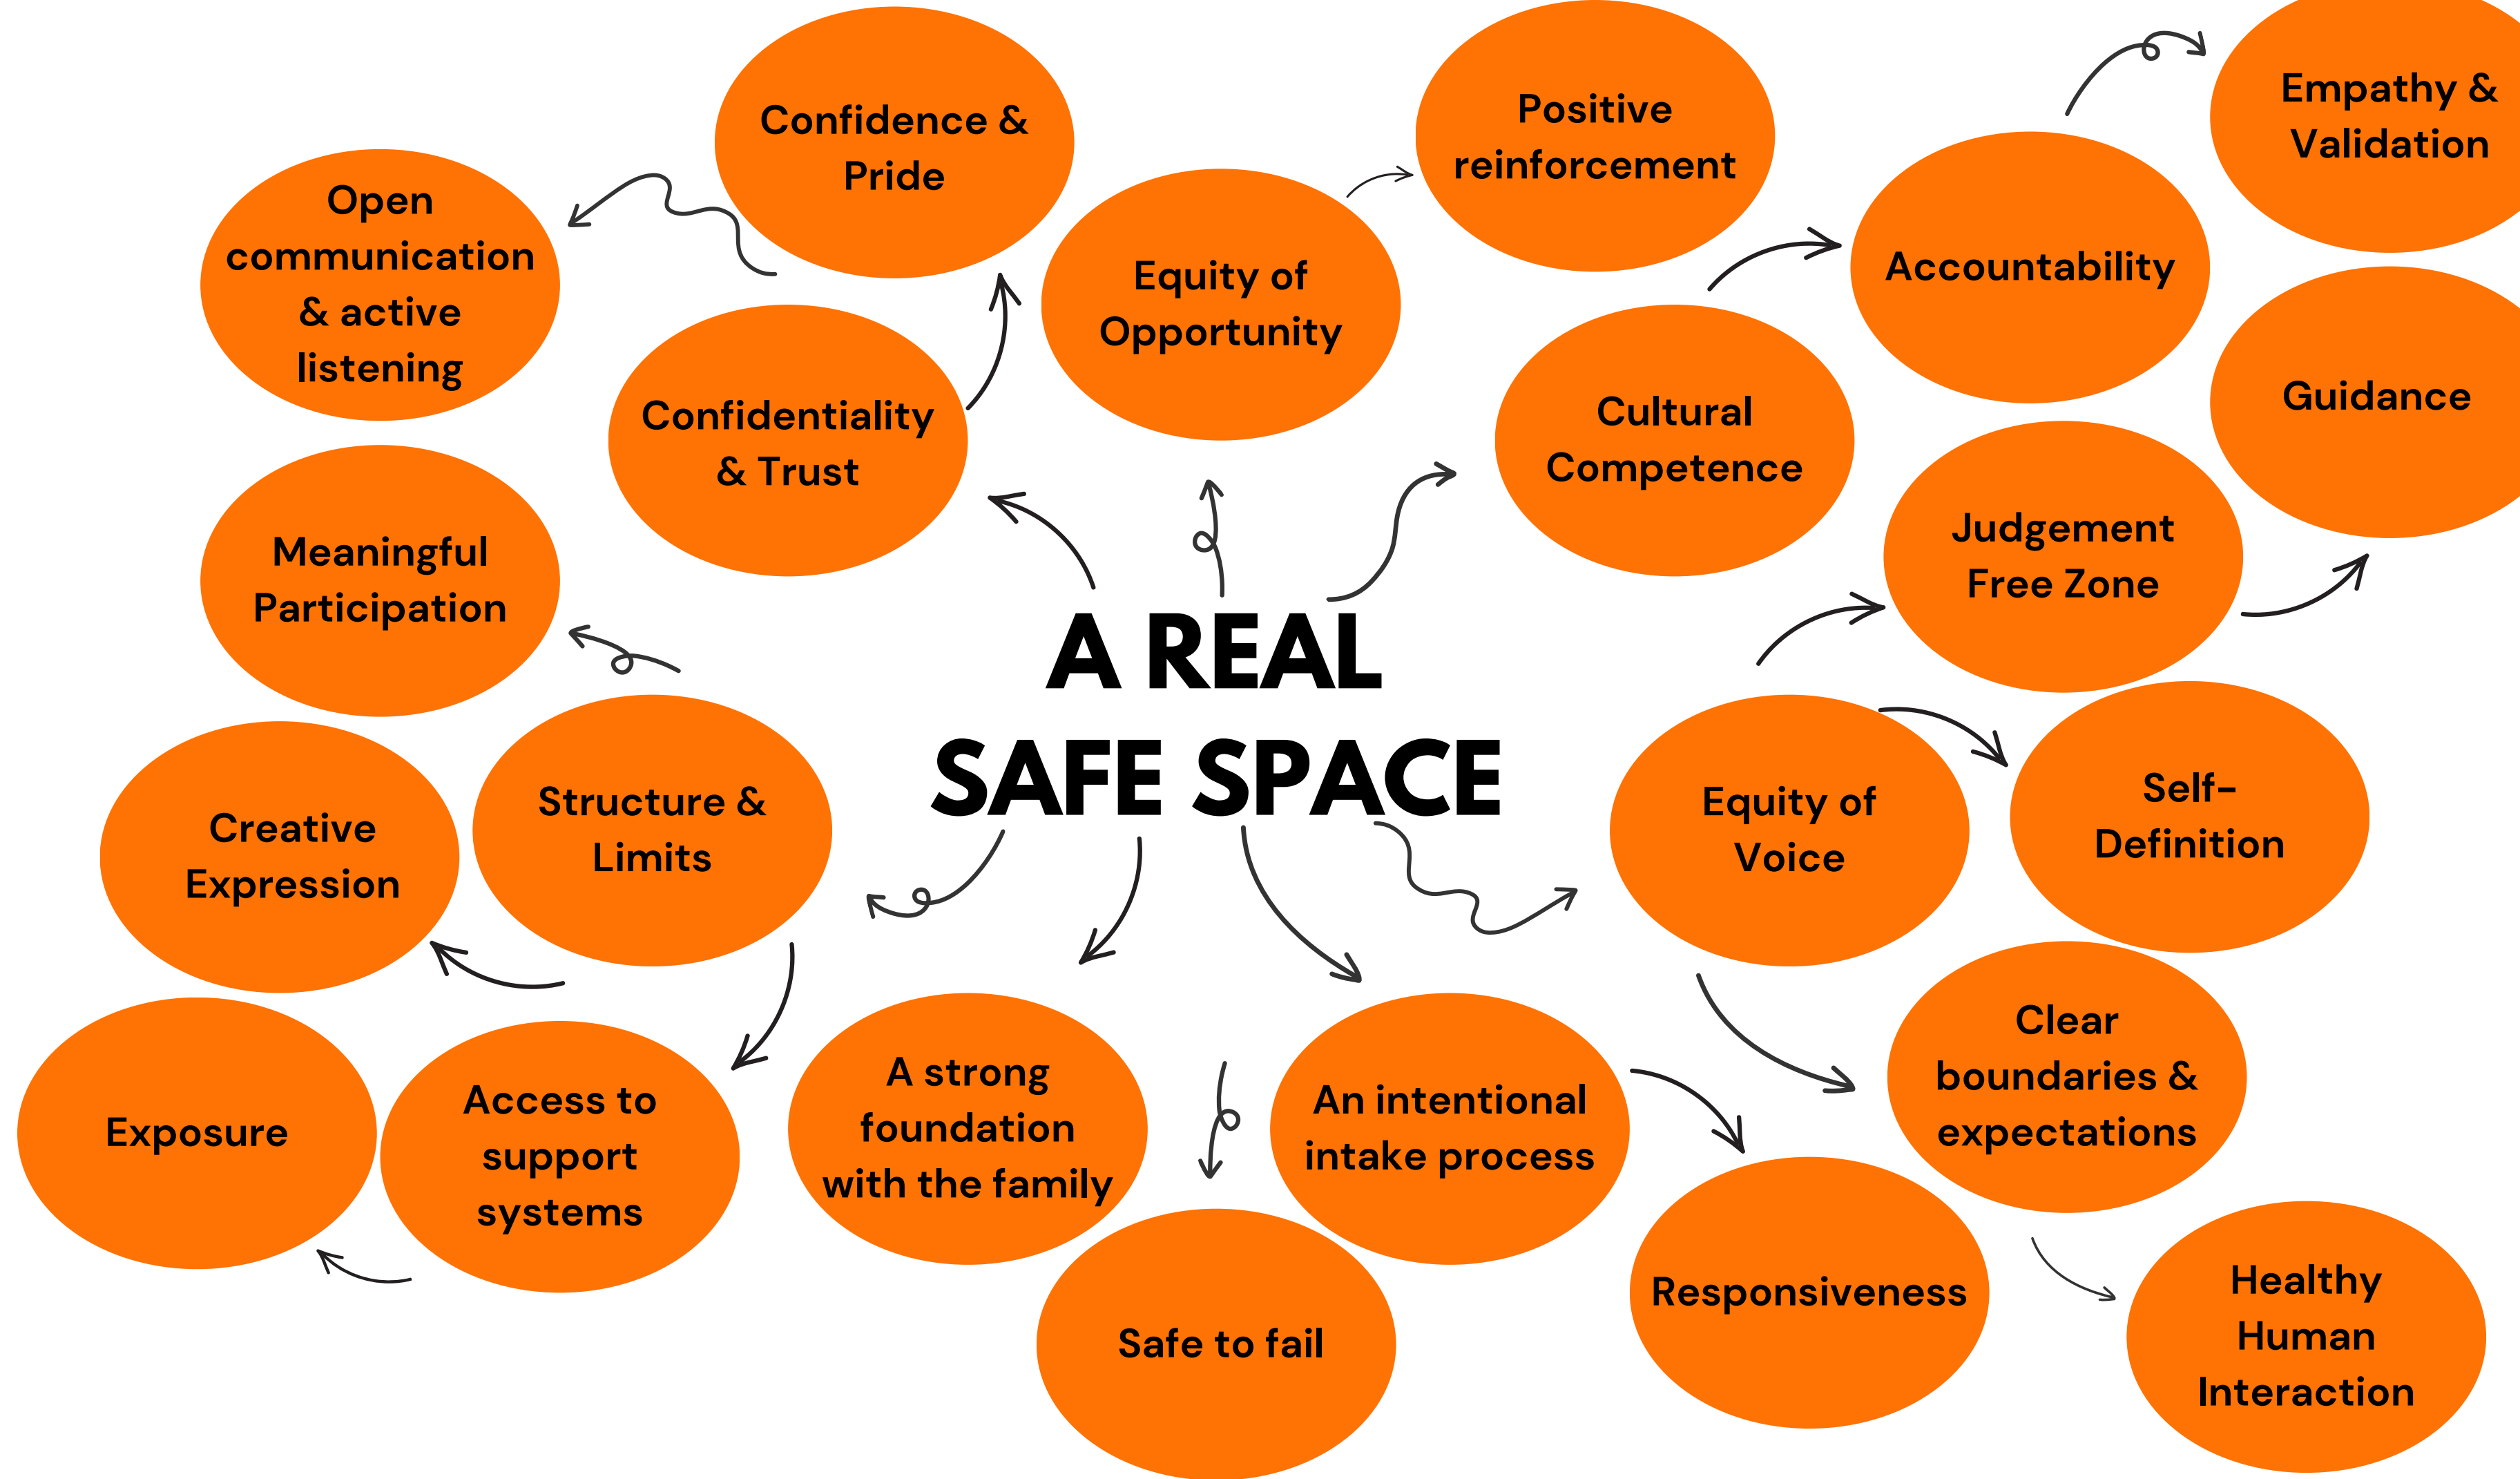 Confidence &
Pride
Positive
reinforcement
Empathy &
Validation
Open
communication
& active
listening
Equity of
Opportunity
Accountability
Confidentiality
& Trust
Cultural
Competence
Guidance
Meaningful
Participation
Judgement
Free Zone
A REAL
SAFE SPACE
Creative
Expression
Structure &
Limits
Equity of
Voice
Self-
Definition
Exposure
Access to
support
systems
A strong
foundation
with the family
An intentional
intake process
Clear
boundaries &
expectations
Safe to fail
Responsiveness
Healthy
Human
Interaction